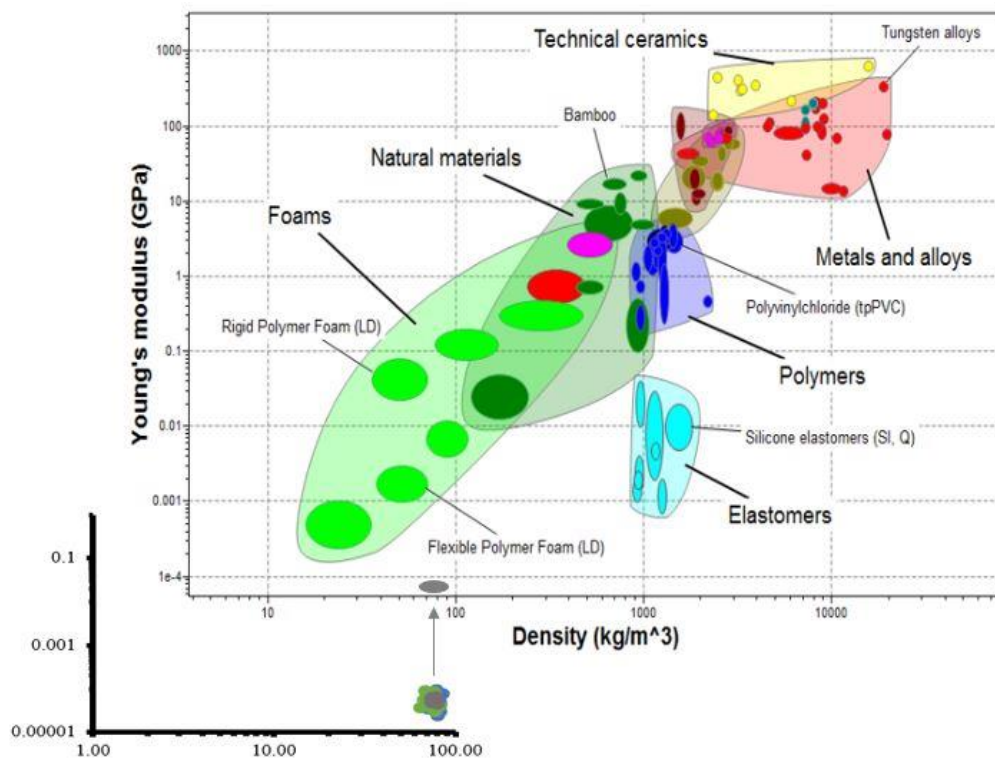 Technical ceramics
Tungsten alloys
1000
100
Bamboo
Natural materials
10
Foams
Metals and alloys
1
Polyvinylchloride (tpPVC)
Rigid Polymer Foam (LD)
0.1
Polymers
Young's modulus (GPa)
0.01
Silicone elastomers (SI, Q)
0.001
Elastomers
Flexible Polymer Foam (LD)
0.1
1e-4
10
100
1000
10000
Density (kg/m^3)
0.001
0.00001
1.00
10.00
100.00